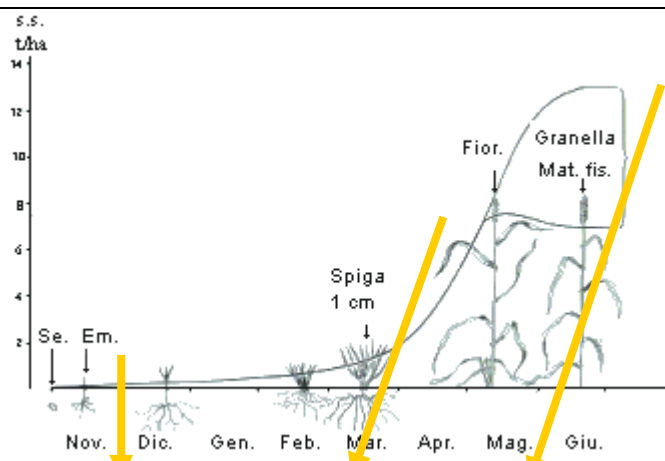 s.s.
t/ha
14
12
10
8
6
4
2
Fior.
Granella
Mat. fis.
Spiga
1 cm
Se. Em.
Nov. Dic. Gen. Feb. Mar. Apr. Mag. Giu.